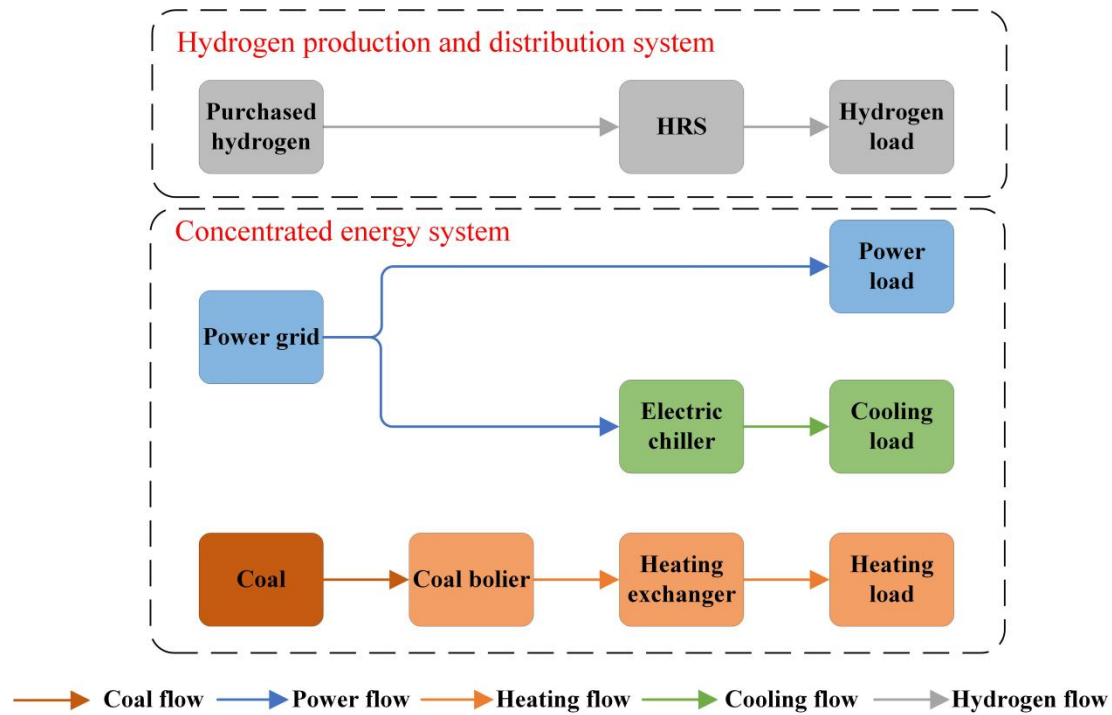 Hydrogen production and distribution system
Purchased
hydrogen
HRS
Hydrogen
load
Concentrated energy system
Power
load
Power grid
Electric
chiller
Cooling
load
Coal
Coal bolier
Heating
exchanger
Heating
load
Coal flow
Power flow
Heating flow
Cooling flow
Hydrogen flow